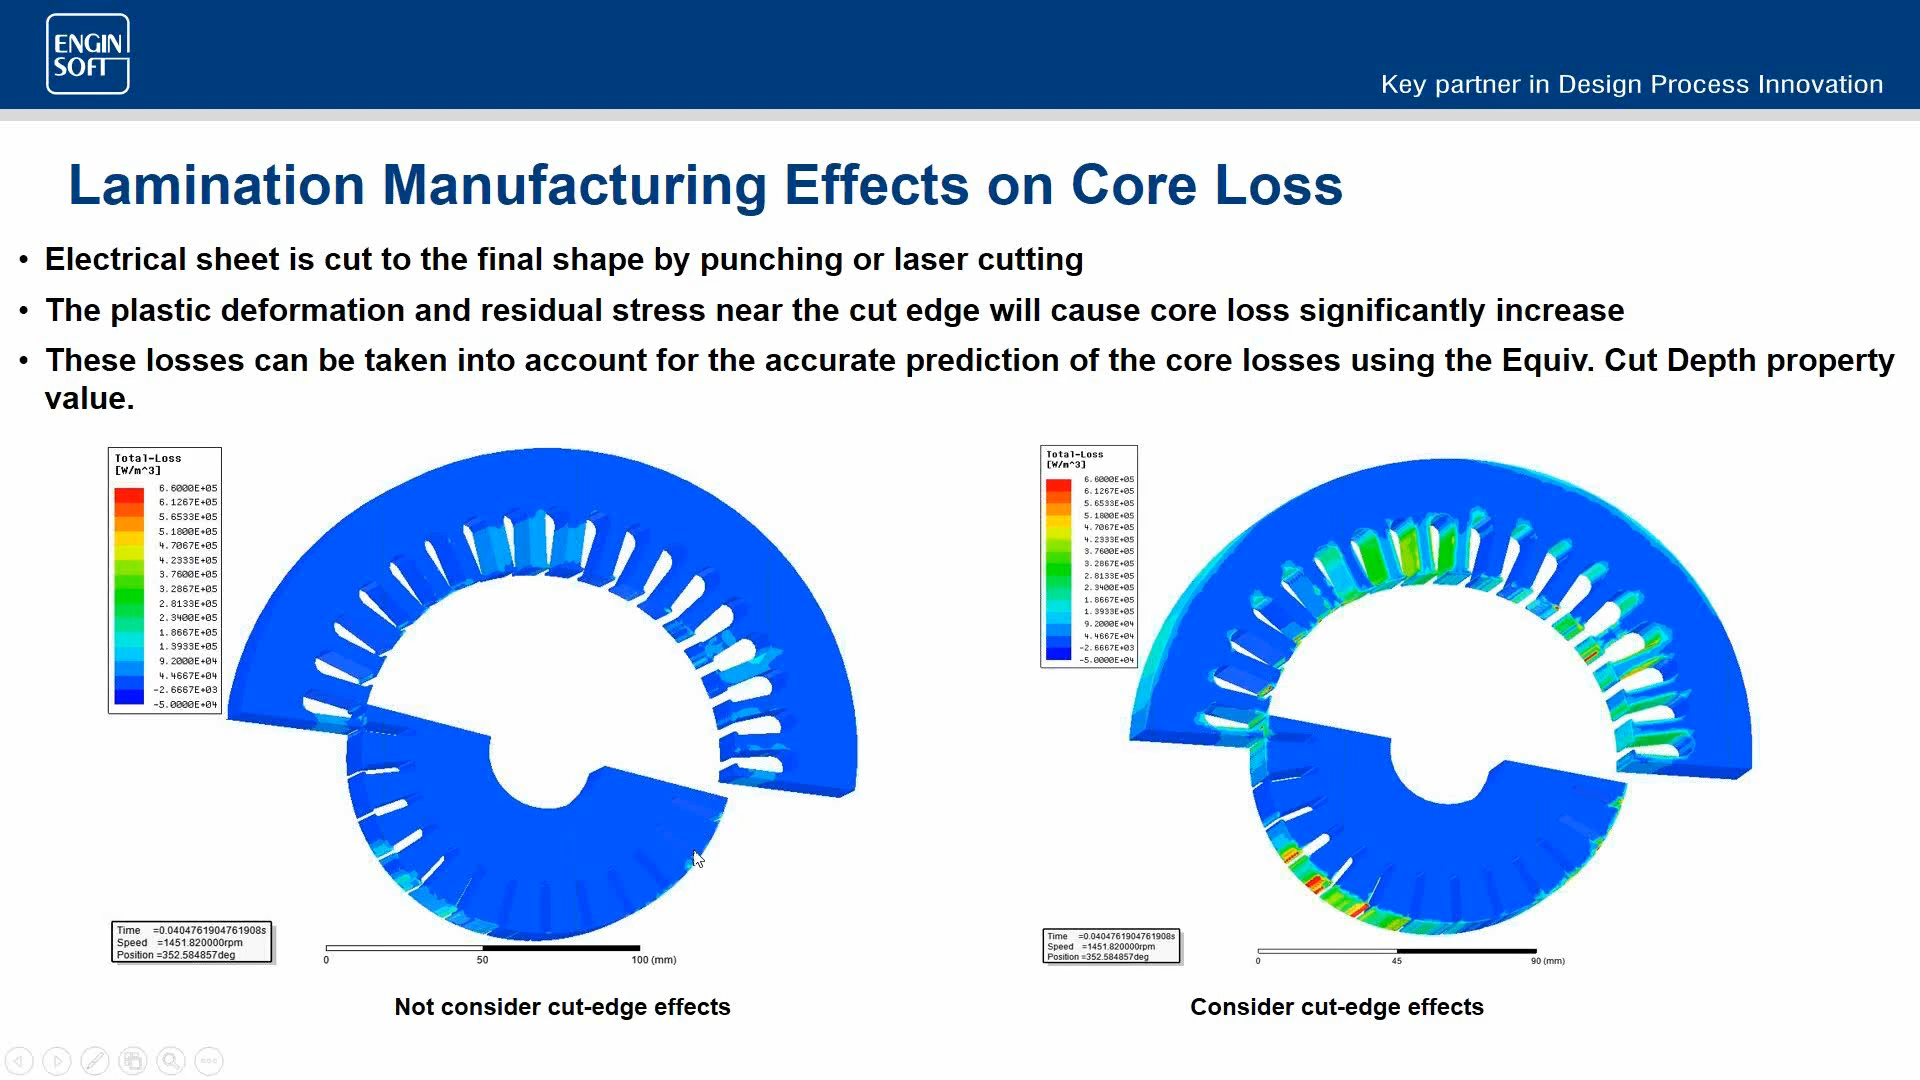 ENGIN
SOFT
Key partner in Design Process Innovation
Lamination Manufacturing Effects on Core Loss
• Electrical sheet is cut to the final shape by punching or laser cutting
• The plastic deformation and residual stress near the cut edge will cause core loss significantly increase
• These losses can be taken into account for the accurate prediction of the core losses using the Equiv. Cut Depth property
value.
Total-Loss
[W/m^3]
6.6000E+05
6.1267E+05
5.6533E+05
5.1800E+05
4.7067E+05
4.2333E+05
3.7600E+05
3.2867E+05
2.8133E+05
2.3400E+05
1.8667E+05
1.3933E+05
9.2000E+04
4.4667E+04
-2.6667E+03
-5.0000E+04
Time =0.0404761904761908s
Speed =1451.820000rpm
Position =352.584857deg
0 50 100 (mm)
Not consider cut-edge effects
Total-Loss
[W/m^3]
6.6000E+05
6.1267E+05
5.6533E+05
5.1800E+05
4.7067E+05
4.2333E+05
3.7600E+05
3.2867E+05
2.8133E+05
2.3400E+05
1.8667E+05
1.3933E+05
9.2000E+04
4.4667E+04
-2.6667E+03
-5.0000E+04
Time =0.0404761904761908s
Speed =1451.820000rpm
Position =352.584857deg
0 45 90 (mm)
Consider cut-edge effects